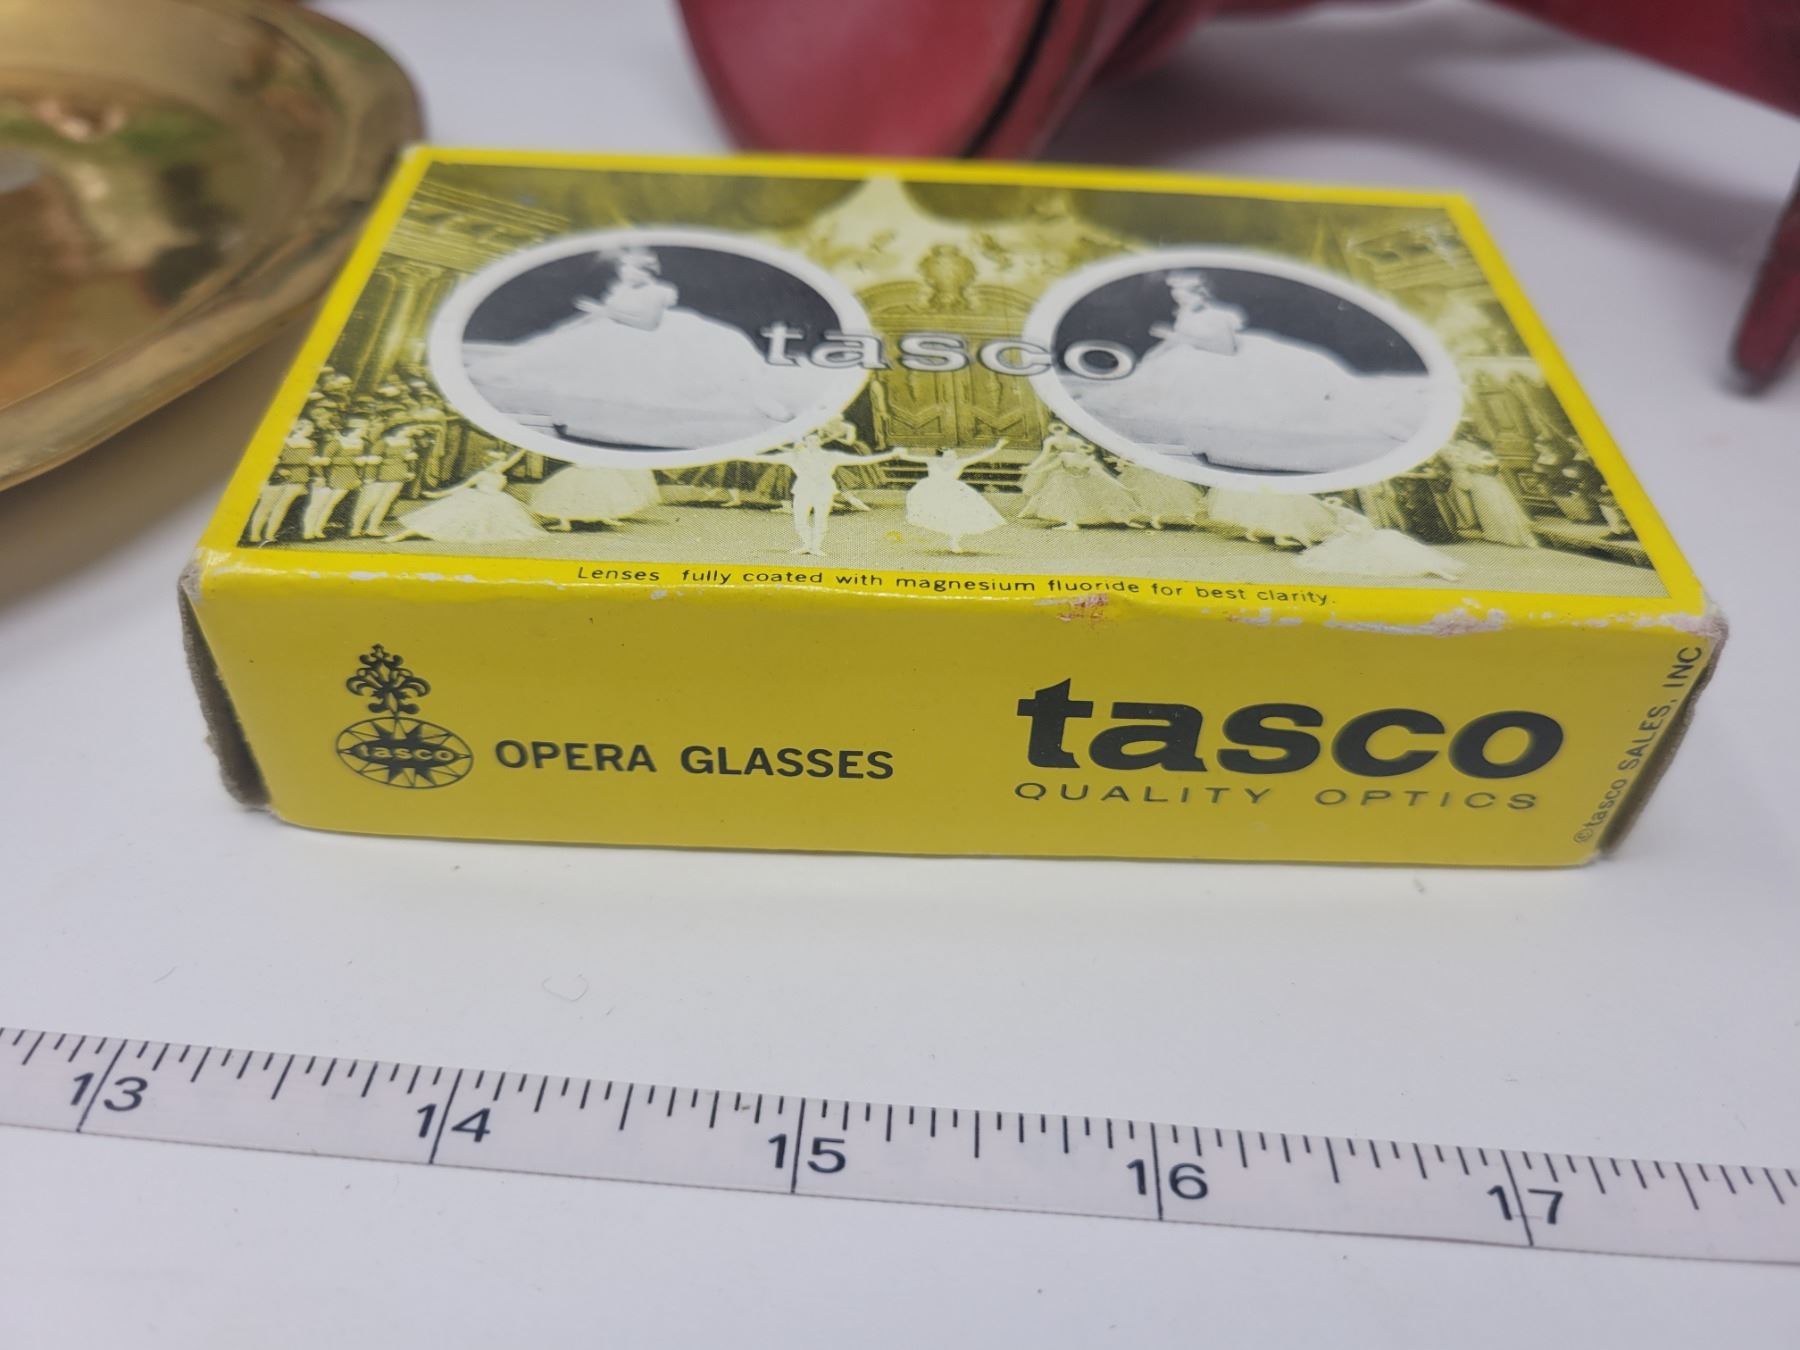 tasco
Lenses fully coated with magnesium fluoride for best clarity.
tasco
OPERA GLASSES
tasco
QUALITY OPTICS
©tasco SALES, INC
13 14 15 16 17